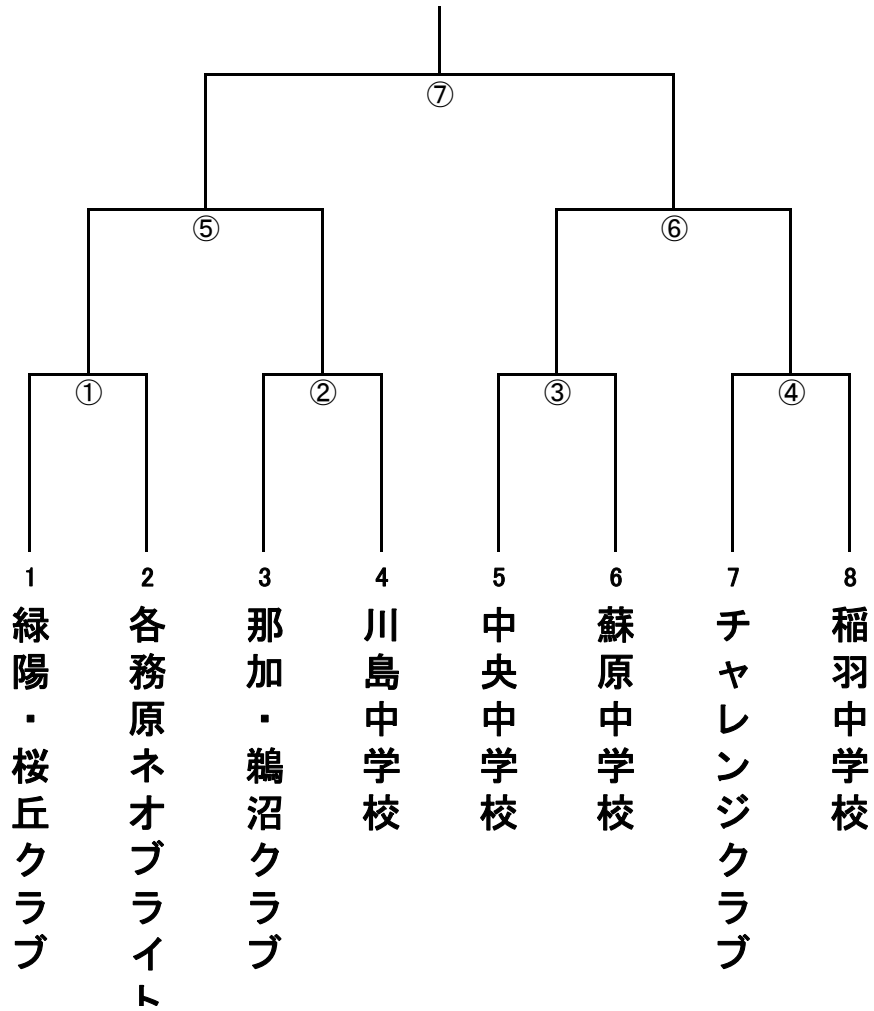 ⑦
⑤
⑥
①
②
③
④
1
2
3
4
5
6
7
8
緑陽・桜丘クラブ
各務原ネオブライト
那加・鵜沼クラブ
川島中学校
中央中学校
蘇原中学校
チャレンジクラブ
稲羽中学校